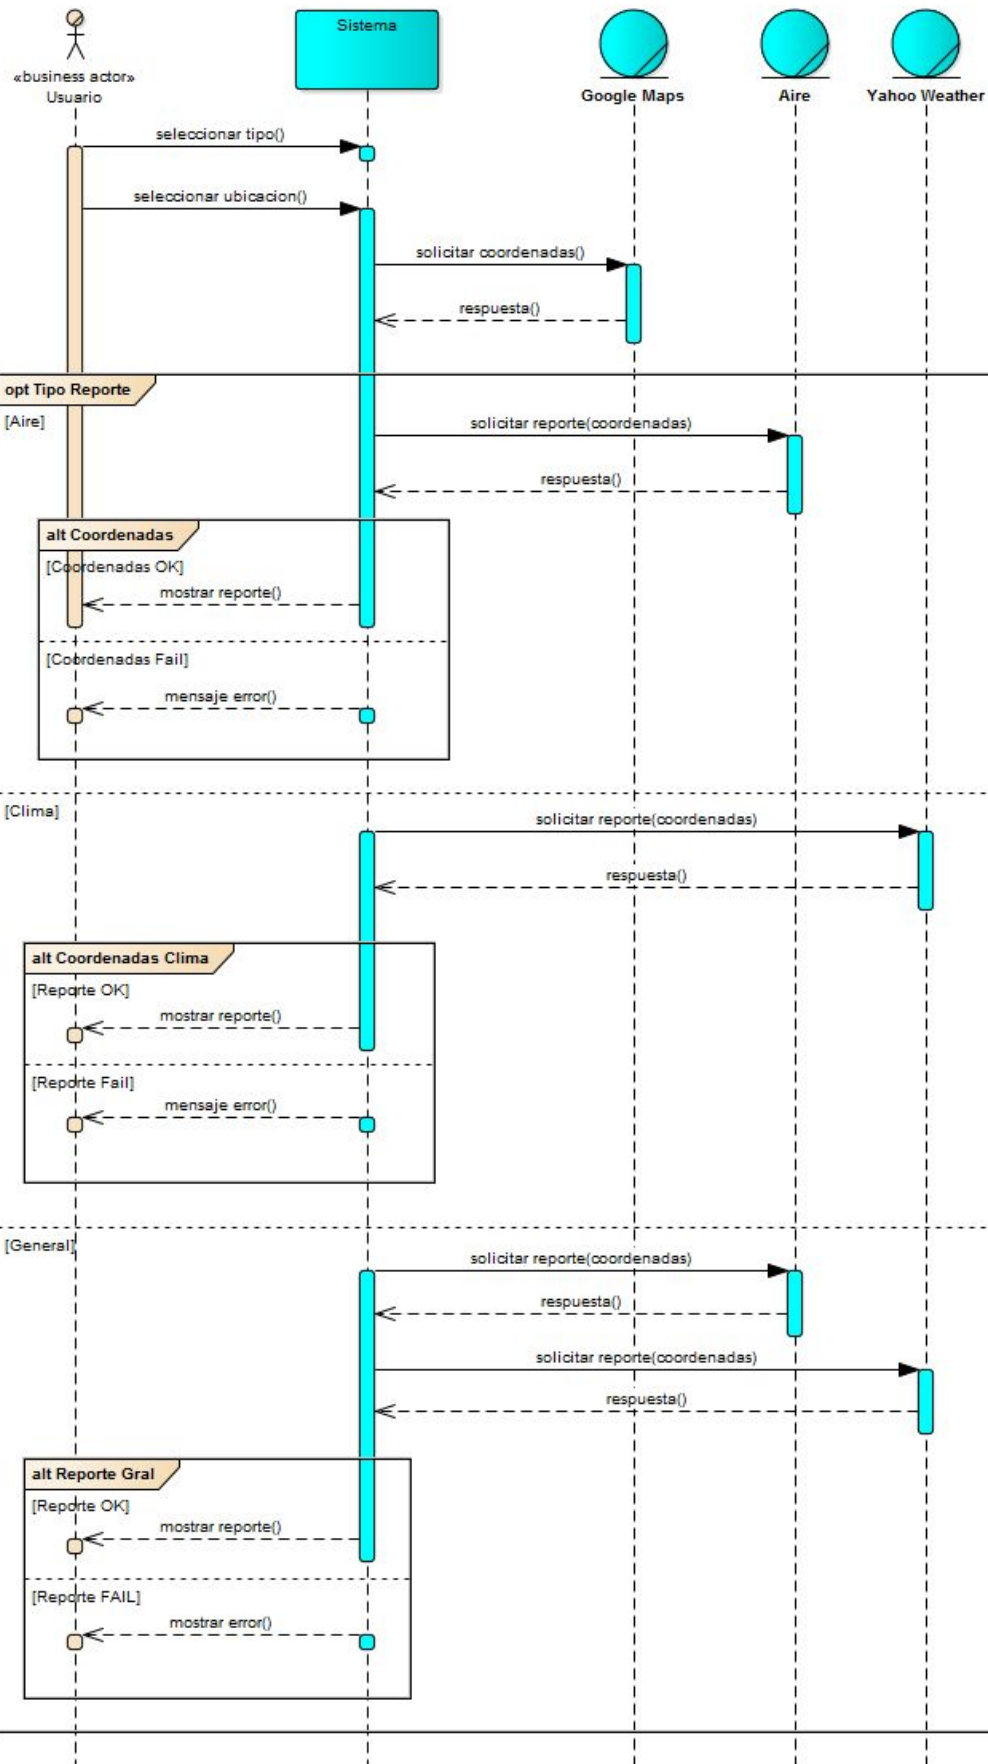 Sistema
«business actor»
Usuario
Google Maps
Aire
Yahoo Weather
seleccionar tipo()
seleccionar ubicacion()
solicitar coordenadas()
respuesta()
opt Tipo Reporte
[Aire]
solicitar reporte(coordenadas)
respuesta()
alt Coordenadas
[Coordenadas OK]
mostrar reporte()
[Coordenadas Fail]
mensaje error()
[Clima]
solicitar reporte(coordenadas)
respuesta()
alt Coordenadas Clima
[Reporte OK]
mostrar reporte()
[Reporte Fail]
mensaje error()
[General]
solicitar reporte(coordenadas)
respuesta()
solicitar reporte(coordenadas)
respuesta()
alt Reporte Gral
[Reporte OK]
mostrar reporte()
[Reporte FAIL]
mostrar error()